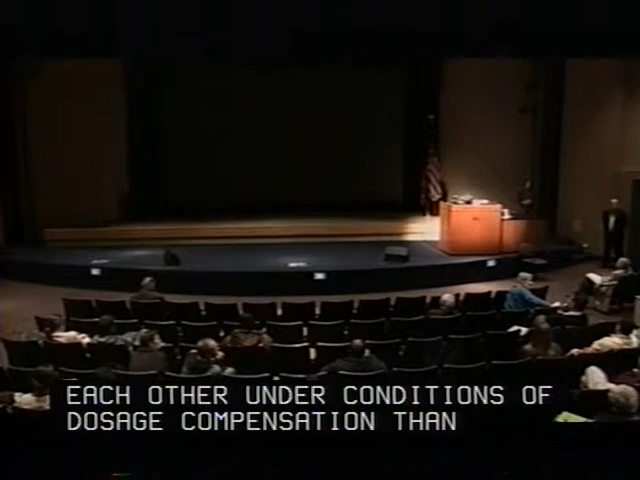 EACH OTHER UNDER CONDITIONS OF
DOSAGE COMPENSATION THAN